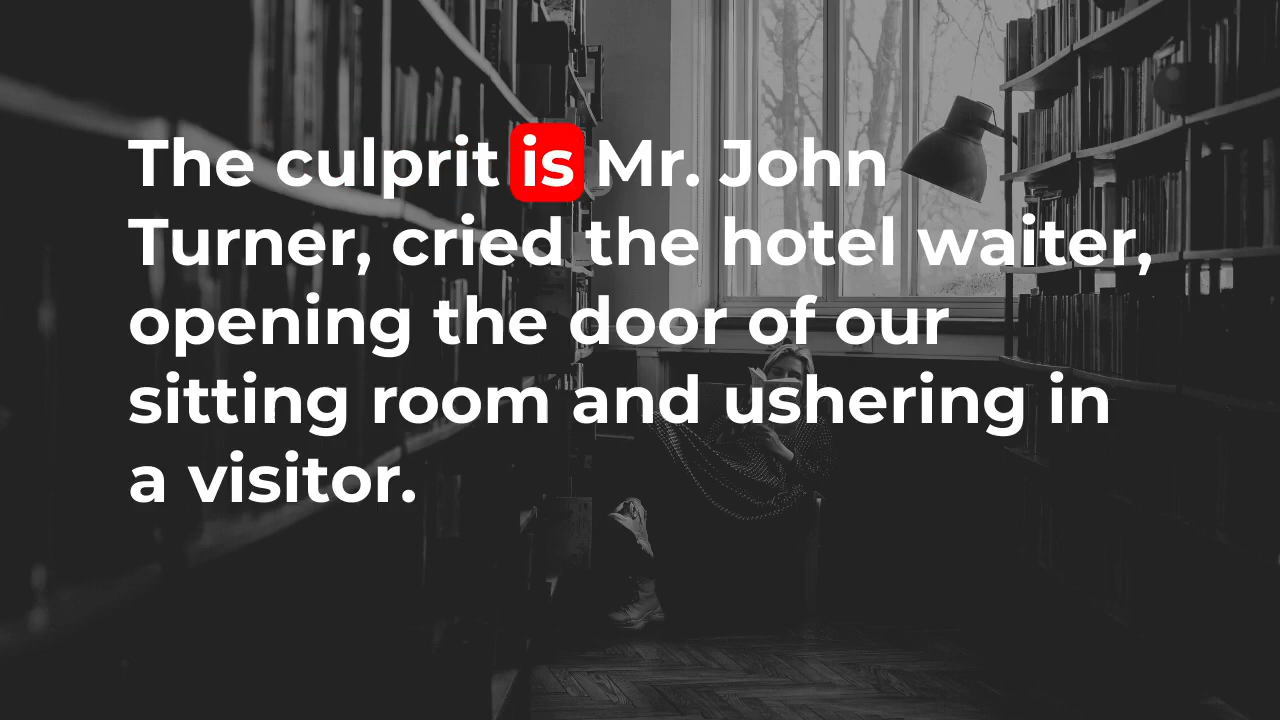 The culprit is Mr. John
Turner, cried the hotel waiter,
opening the door of our
sitting room and ushering in
a visitor.